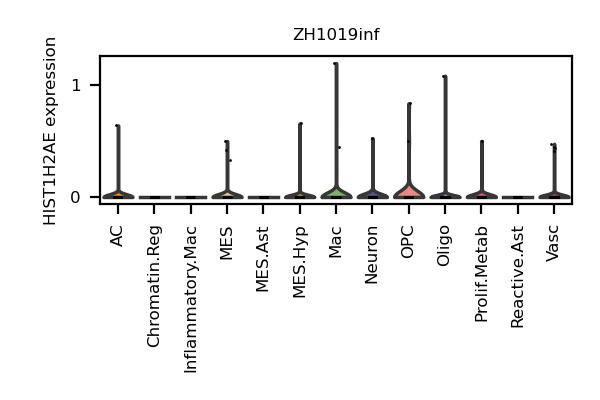 ZH1019inf
HIST1H2AE expression
1
0
AC
Chromatin.Reg
Inflammatory.Mac
MES
MES.Ast
MES.Hyp
Mac
Neuron
OPC
Oligo
Prolif.Metab
Reactive.Ast
Vasc